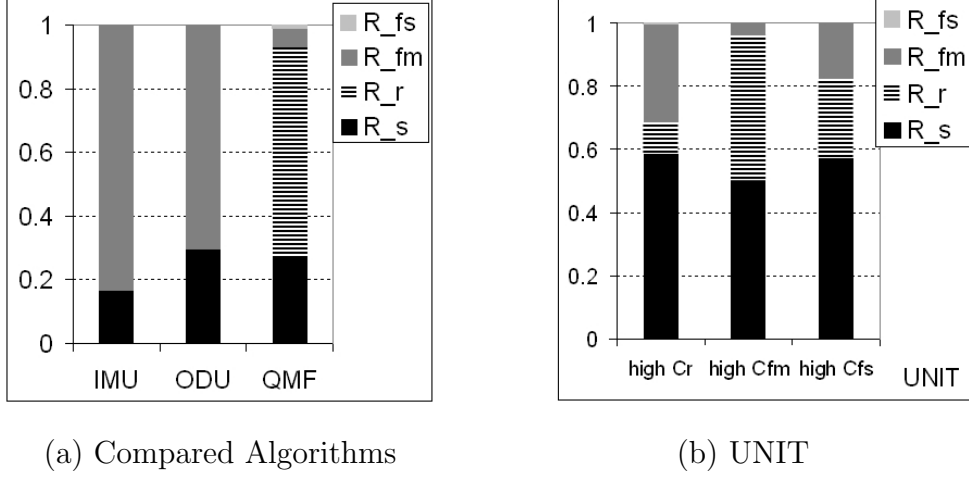 1
0.8
0.6
0.4
0.2
0
IMU ODU QMF
R_fs
R_fm
R_r
R_s
(a) Compared Algorithms
1
0.8
0.6
0.4
0.2
0
high Cr high Cfm high Cfs
UNIT
R_fs
R_fm
R_r
R_s
(b) UNIT